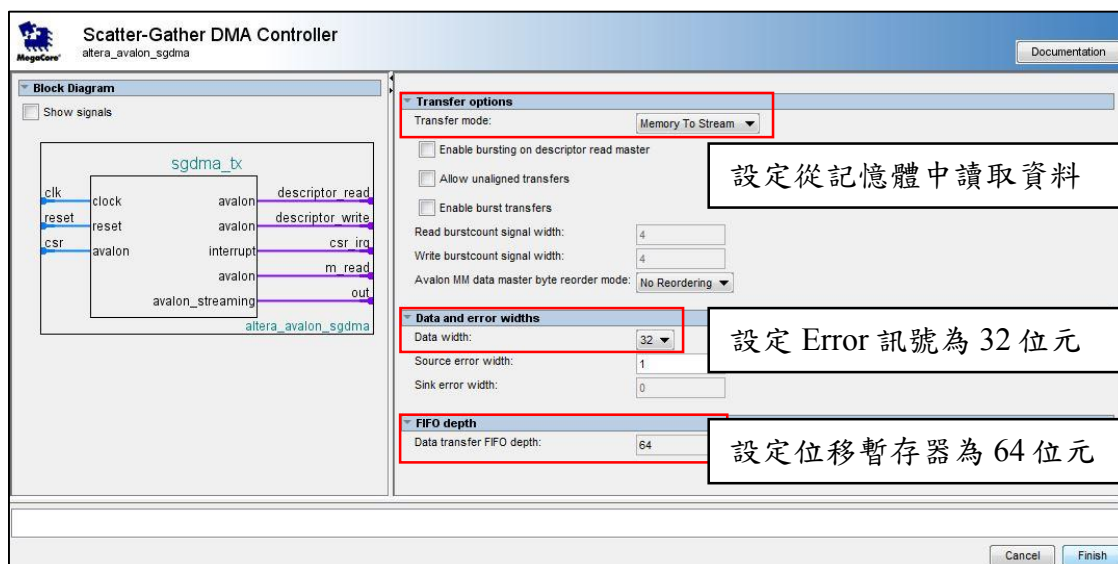 Scatter-Gather DMA Controller
altera_avalon_sgdma
MegaCore'
Documentation
Block Diagram
Show signals
sgdma_tx
clk
clock
reset
reset
csr
avalon
avalon
descriptor_read
avalon
descriptor_write
interrupt
csr_irq
avalon
m_read
avalon_streaming
out
altera_avalon_sgdma
Transfer options
Transfer mode: Memory To Stream
Enable bursting on descriptor read master
Allow unaligned transfers
Enable burst transfers
Read burstcount signal width: 4
Write burstcount signal width: 4
Avalon MM data master byte reorder mode: No Reordering
設定從記憶體中讀取資料
Data and error widths
Data width: 32
Source error width: 1
Sink error width: 0
設定 Error 訊號為 32 位元
FIFO depth
Data transfer FIFO depth: 64
設定位移暫存器為 64 位元
Cancel
Finish